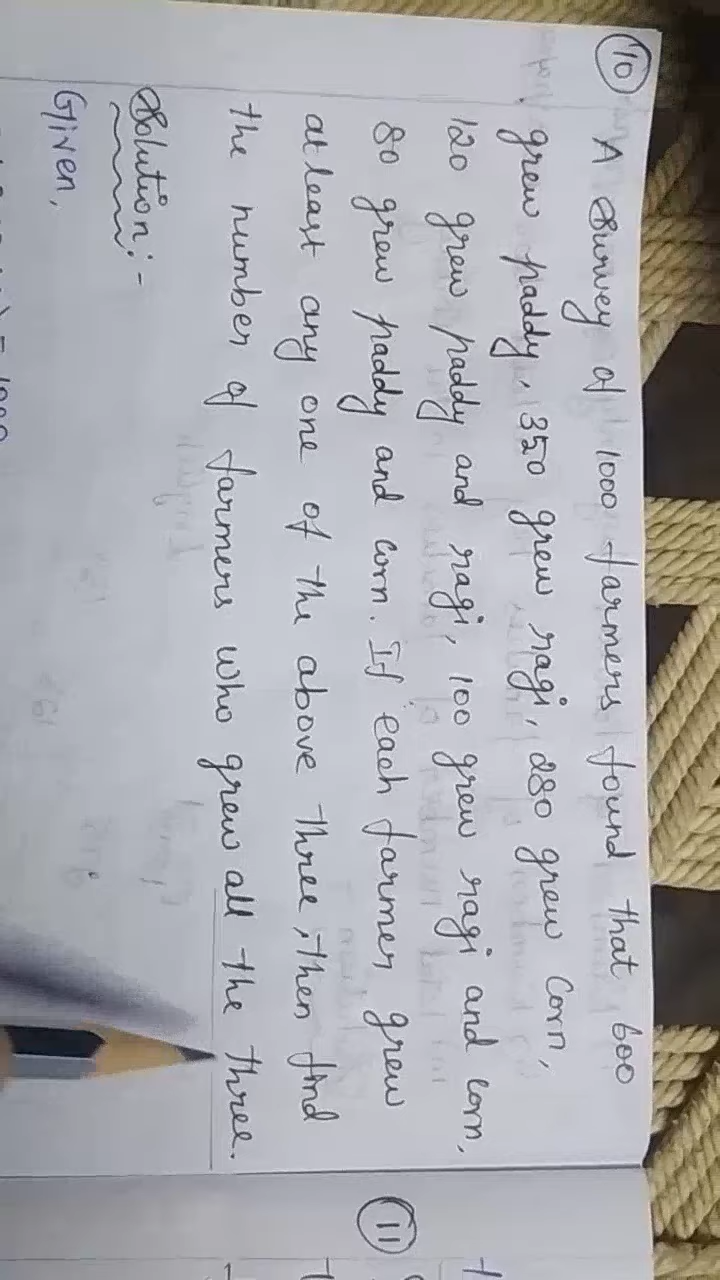 10 A Survey of 1000 farmers found that 600
grew paddy, 350 grew ragi, 280 grew corn,
120 grew paddy and ragi, 100 grew ragi and corn,
80 grew paddy and corn. If each farmer grew
at least any one of the above three, then find
the number of farmers who grew all the three.
Solution:-
Given,
11